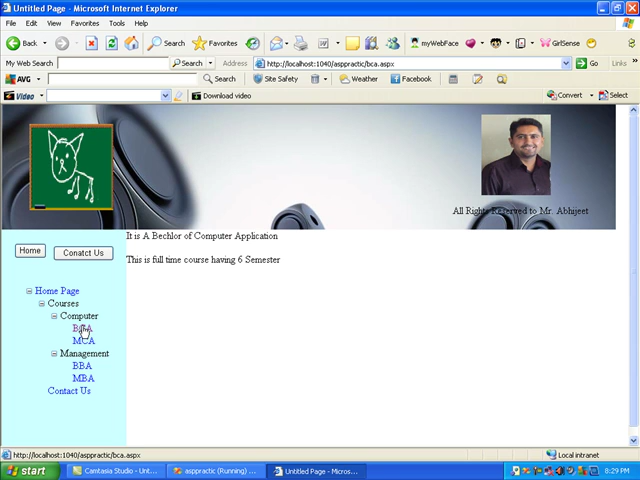 Untitled Page - Microsoft Internet Explorer
File Edit View Favorites Tools Help
Back Search Favorites myWebFace GirlSense
My Web Search Search Address http://localhost:1040/asppractic/bca.aspx Go Links »
AVG Search Site Safety Weather Facebook
Video Download video Convert Select
All Rights Reserved to Mr. Abhijeet
It is A Bechlor of Computer Application
Home Conatct Us
This is full time course having 6 Semester
Home Page
Courses
Computer
BCA
MCA
Management
BBA
MBA
Contact Us
http://localhost:1040/asppractic/bca.aspx Local intranet
start Camtasia Studio - Unt... asppractic (Running) ... Untitled Page - Micros... 8:29 PM